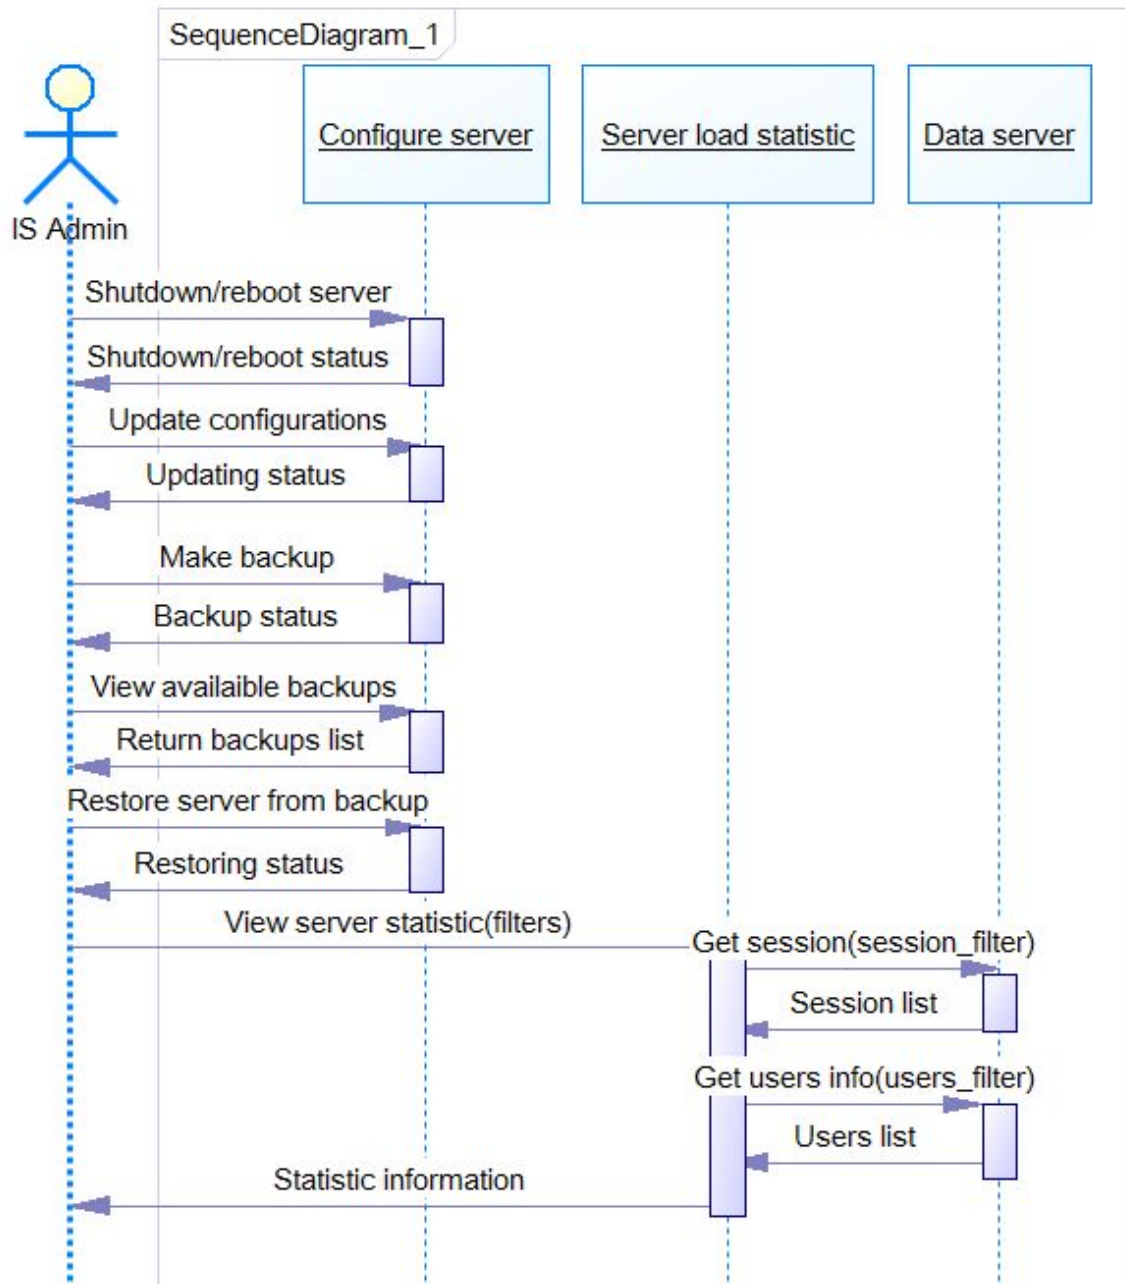 SequenceDiagram_1
Configure server
Server load statistic
Data server
IS Admin
Shutdown/reboot server
Shutdown/reboot status
Update configurations
Updating status
Make backup
Backup status
View availaible backups
Return backups list
Restore server from backup
Restoring status
View server statistic(filters)
Get session(session_filter)
Session list
Get users info(users_filter)
Users list
Statistic information